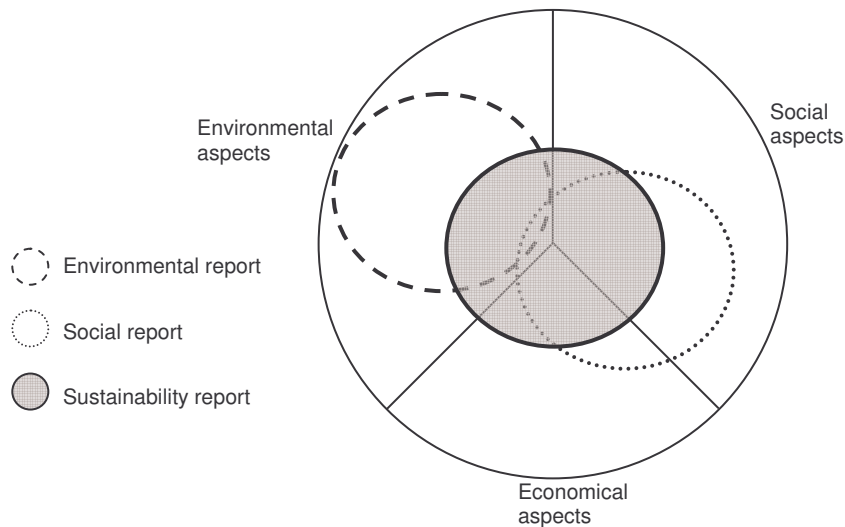 Environmental
aspects
Social
aspects
Environmental report
Social report
Sustainability report
Economical
aspects